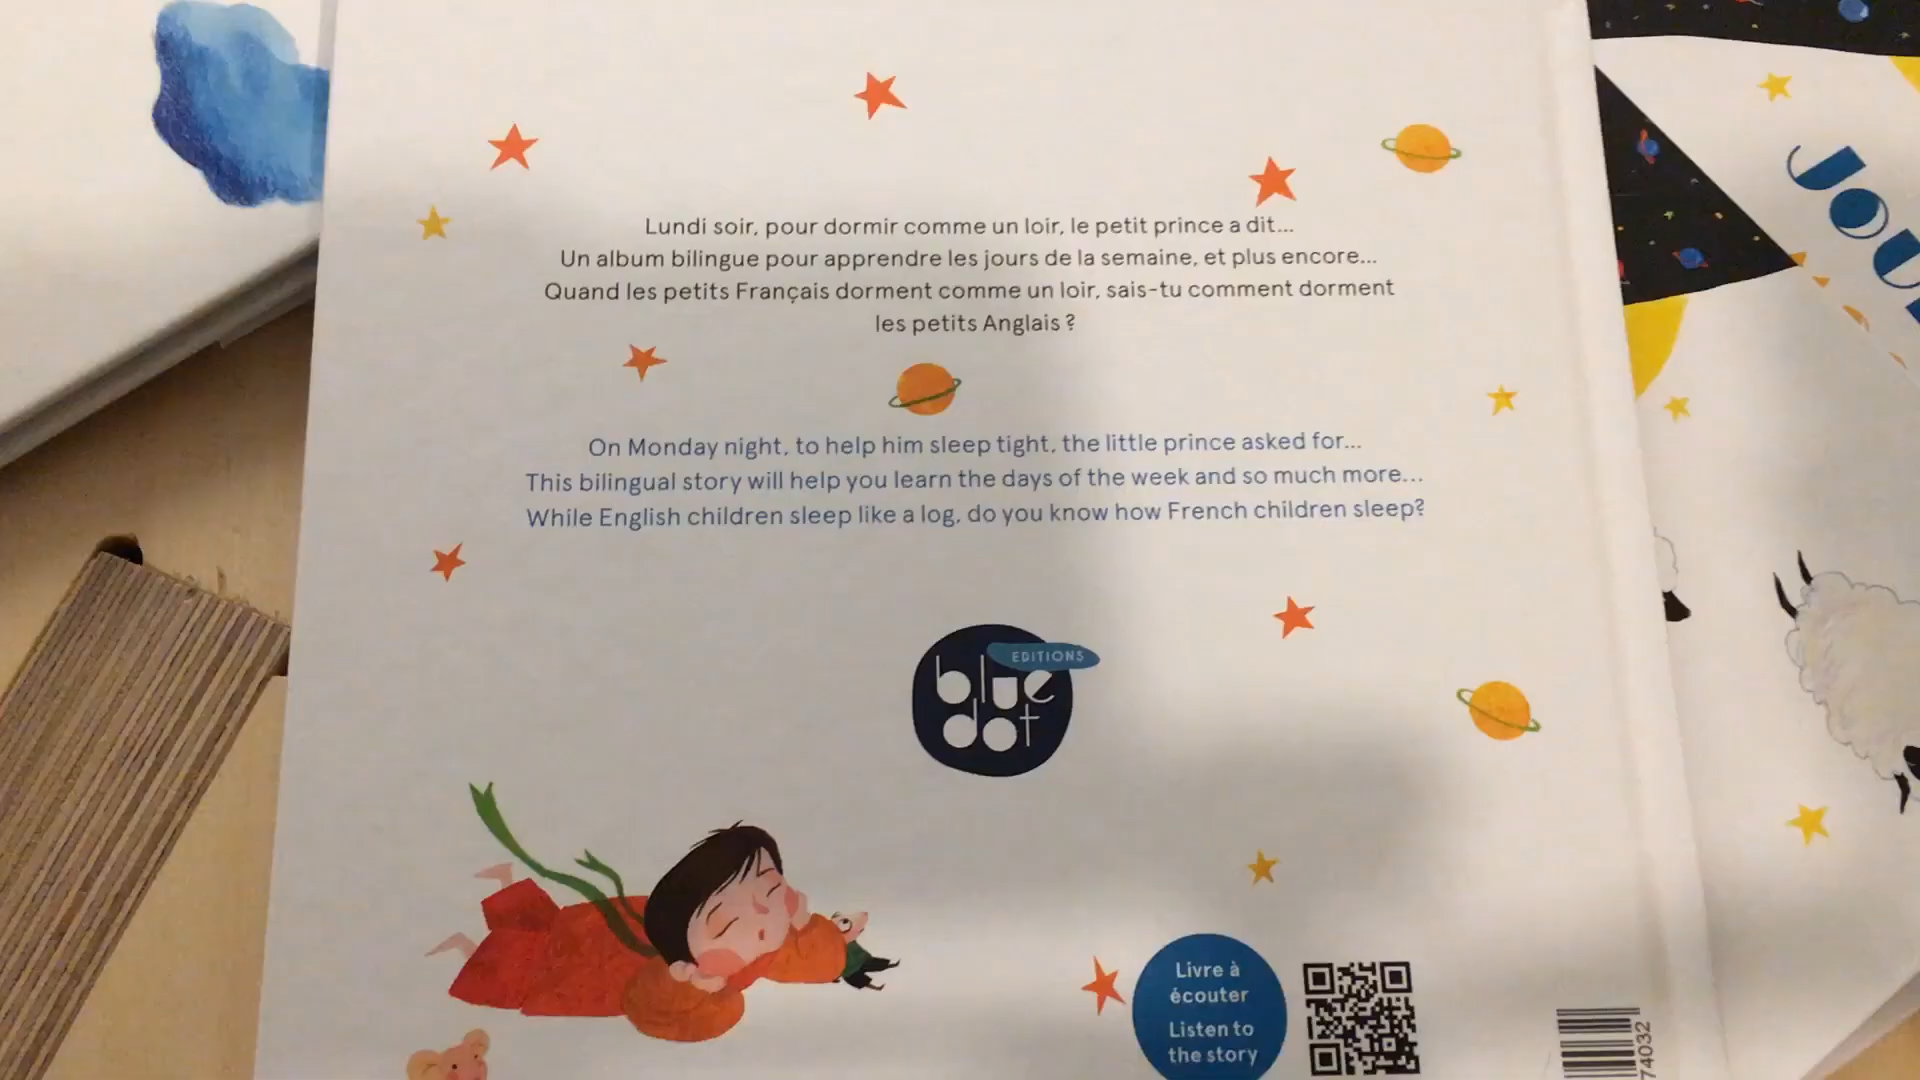 Lundi soir, pour dormir comme un loir, le petit prince a dit...
Un album bilingue pour apprendre les jours de la semaine, et plus encore...
Quand les petits Français dorment comme un loir, sais-tu comment dorment
les petits Anglais ?
On Monday night, to help him sleep tight, the little prince asked for...
This bilingual story will help you learn the days of the week and so much more...
While English children sleep like a log, do you know how French children sleep?
EDITIONS
blue
dot
Livre à
écouter
Listen to
the story
74032